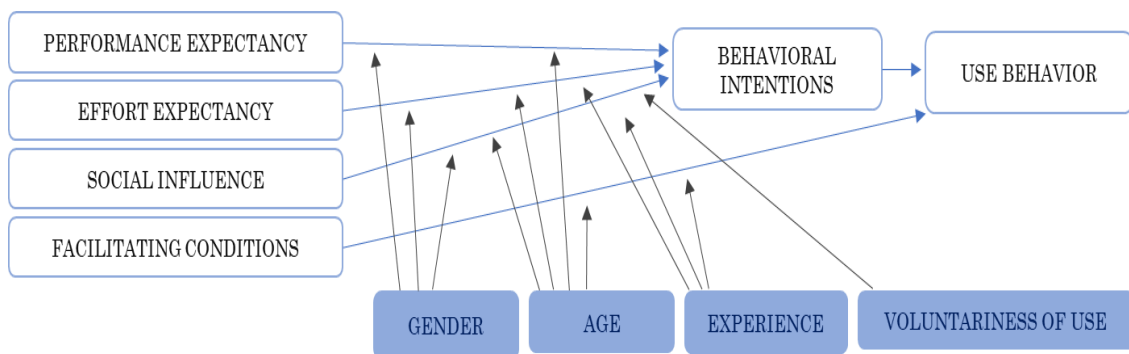 PERFORMANCE EXPECTANCY
EFFORT EXPECTANCY
SOCIAL INFLUENCE
FACILITATING CONDITIONS
BEHAVIORAL
INTENTIONS
USE BEHAVIOR
GENDER
AGE
EXPERIENCE
VOLUNTARINESS OF USE